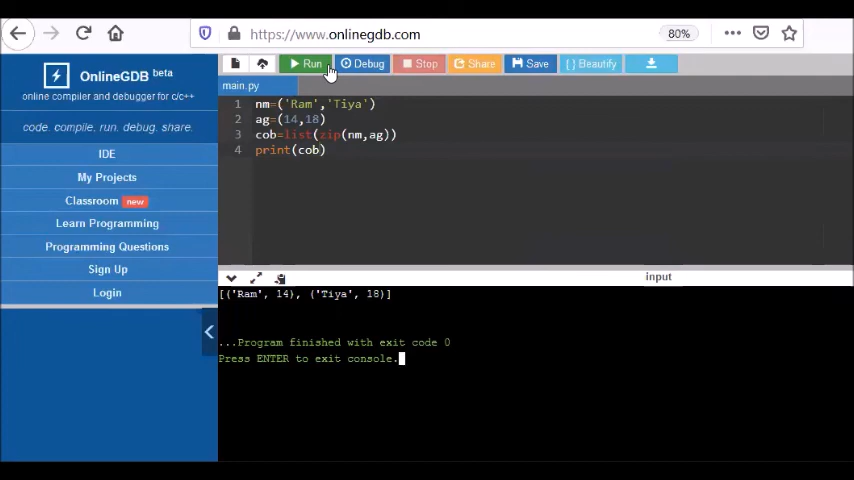 https://www.onlinegdb.com
80%
OnlineGDB beta
online compiler and debugger for c/c++
code. compile. run. debug. share.
IDE
My Projects
Classroom new
Learn Programming
Programming Questions
Sign Up
Login
Run Debug Stop Share Save { } Beautify
main.py
1 nm=('Ram','Tiya')
2 ag=(14,18)
3 cob=list(zip(nm,ag))
4 print(cob)
input
[('Ram', 14), ('Tiya', 18)]
...Program finished with exit code 0
Press ENTER to exit console.